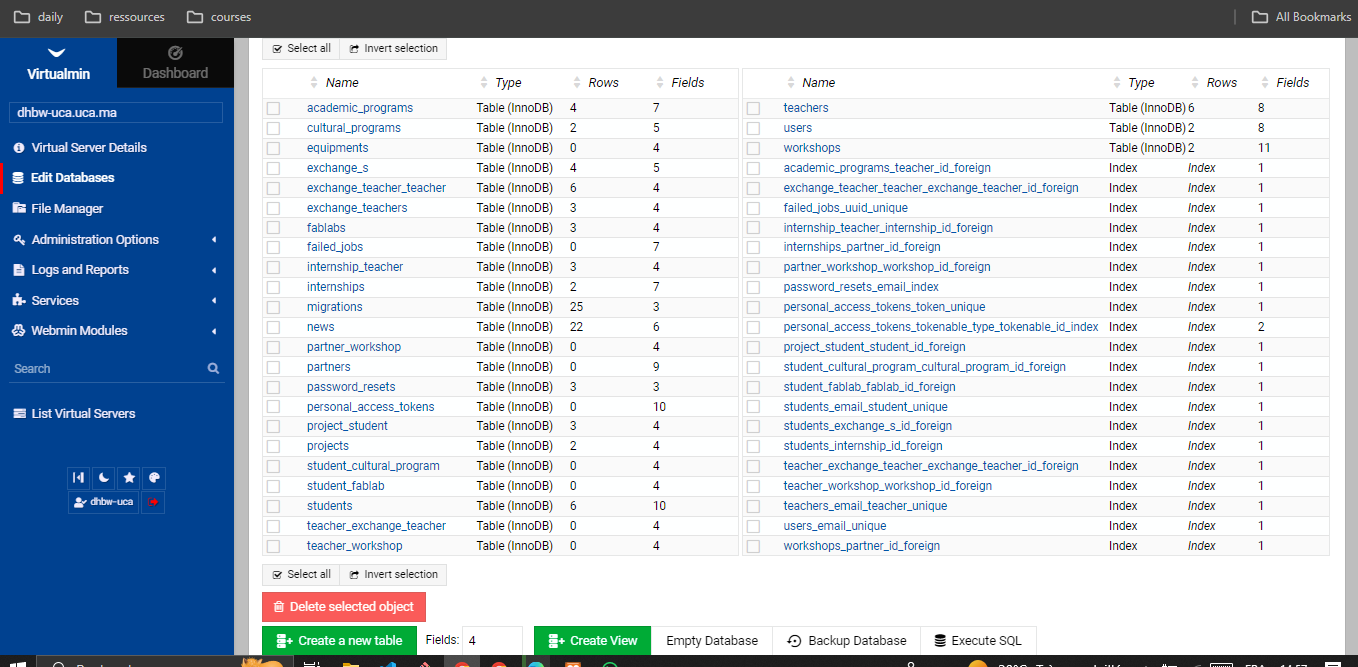 daily ressources courses All Bookmarks
Virtualmin Dashboard
dhbw-uca.uca.ma
Virtual Server Details
Edit Databases
File Manager
Administration Options
Logs and Reports
Services
Webmin Modules
Search
List Virtual Servers
dhbw-uca
Select all Invert selection
Name Type Rows Fields
academic_programs Table (InnoDB) 4 7
cultural_programs Table (InnoDB) 2 5
equipments Table (InnoDB) 0 4
exchange_s Table (InnoDB) 4 5
exchange_teacher_teacher Table (InnoDB) 6 4
exchange_teachers Table (InnoDB) 3 4
fablabs Table (InnoDB) 3 4
failed_jobs Table (InnoDB) 0 7
internship_teacher Table (InnoDB) 3 4
internships Table (InnoDB) 2 7
migrations Table (InnoDB) 25 3
news Table (InnoDB) 22 6
partner_workshop Table (InnoDB) 0 4
partners Table (InnoDB) 0 9
password_resets Table (InnoDB) 3 3
personal_access_tokens Table (InnoDB) 0 10
project_student Table (InnoDB) 3 4
projects Table (InnoDB) 2 4
student_cultural_program Table (InnoDB) 0 4
student_fablab Table (InnoDB) 0 4
students Table (InnoDB) 6 10
teacher_exchange_teacher Table (InnoDB) 0 4
teacher_workshop Table (InnoDB) 0 4
Name Type Rows Fields
teachers Table (InnoDB) 6 8
users Table (InnoDB) 2 8
workshops Table (InnoDB) 2 11
academic_programs_teacher_id_foreign Index Index 1
exchange_teacher_teacher_exchange_teacher_id_foreign Index Index 1
failed_jobs_uuid_unique Index Index 1
internship_teacher_internship_id_foreign Index Index 1
internships_partner_id_foreign Index Index 1
partner_workshop_workshop_id_foreign Index Index 1
password_resets_email_index Index Index 1
personal_access_tokens_token_unique Index Index 1
personal_access_tokens_tokenable_type_tokenable_id_index Index Index 2
project_student_student_id_foreign Index Index 1
student_cultural_program_cultural_program_id_foreign Index Index 1
student_fablab_fablab_id_foreign Index Index 1
students_email_student_unique Index Index 1
students_exchange_s_id_foreign Index Index 1
students_internship_id_foreign Index Index 1
teacher_exchange_teacher_exchange_teacher_id_foreign Index Index 1
teacher_workshop_workshop_id_foreign Index Index 1
teachers_email_teacher_unique Index Index 1
users_email_unique Index Index 1
workshops_partner_id_foreign Index Index 1
Select all Invert selection
Delete selected object
Create a new table Fields: 4 Create View Empty Database Backup Database Execute SQL